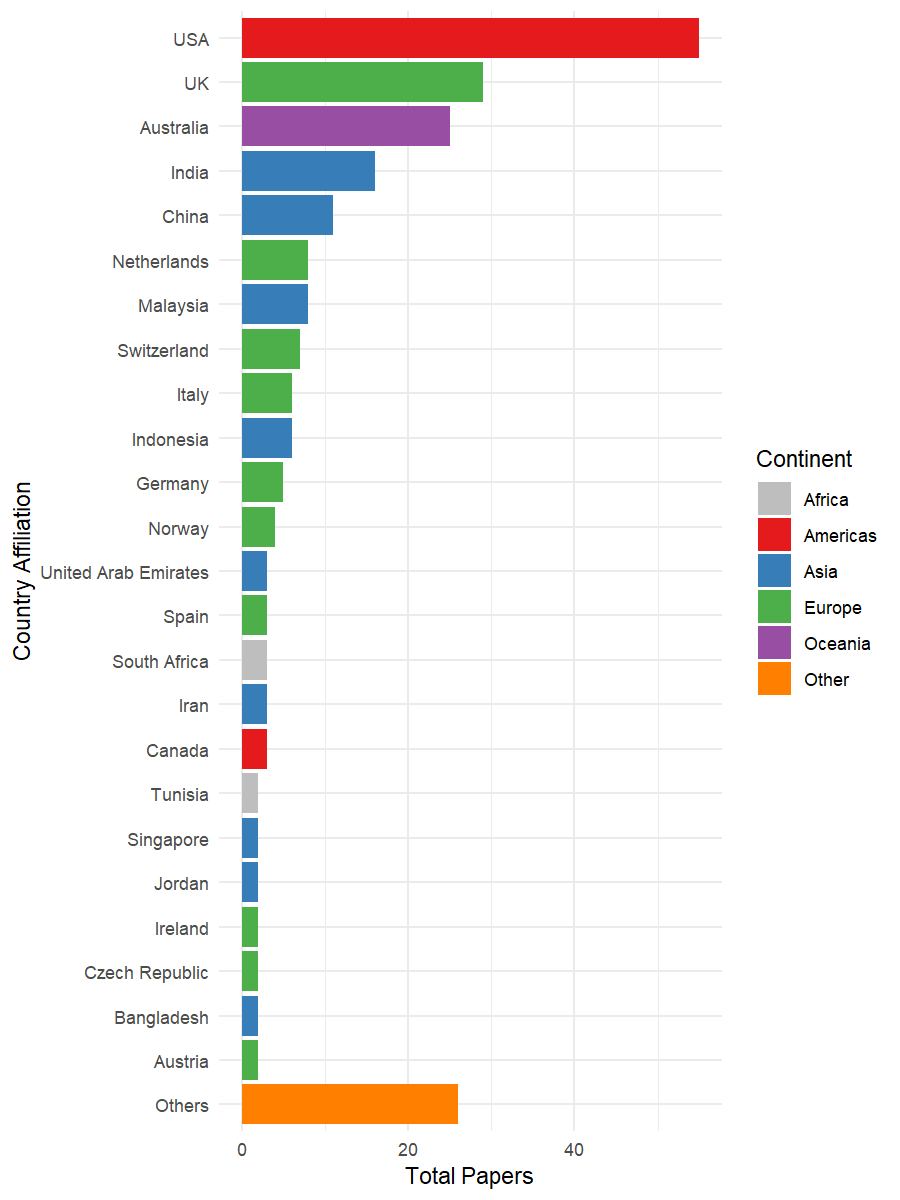 USA
UK
Australia
India
China
Netherlands
Malaysia
Switzerland
Italy
Indonesia
Germany
Norway
United Arab Emirates
Spain
South Africa
Iran
Canada
Tunisia
Singapore
Jordan
Ireland
Czech Republic
Bangladesh
Austria
Others
Country Affiliation
0 20 40
Total Papers
Continent
Africa
Americas
Asia
Europe
Oceania
Other